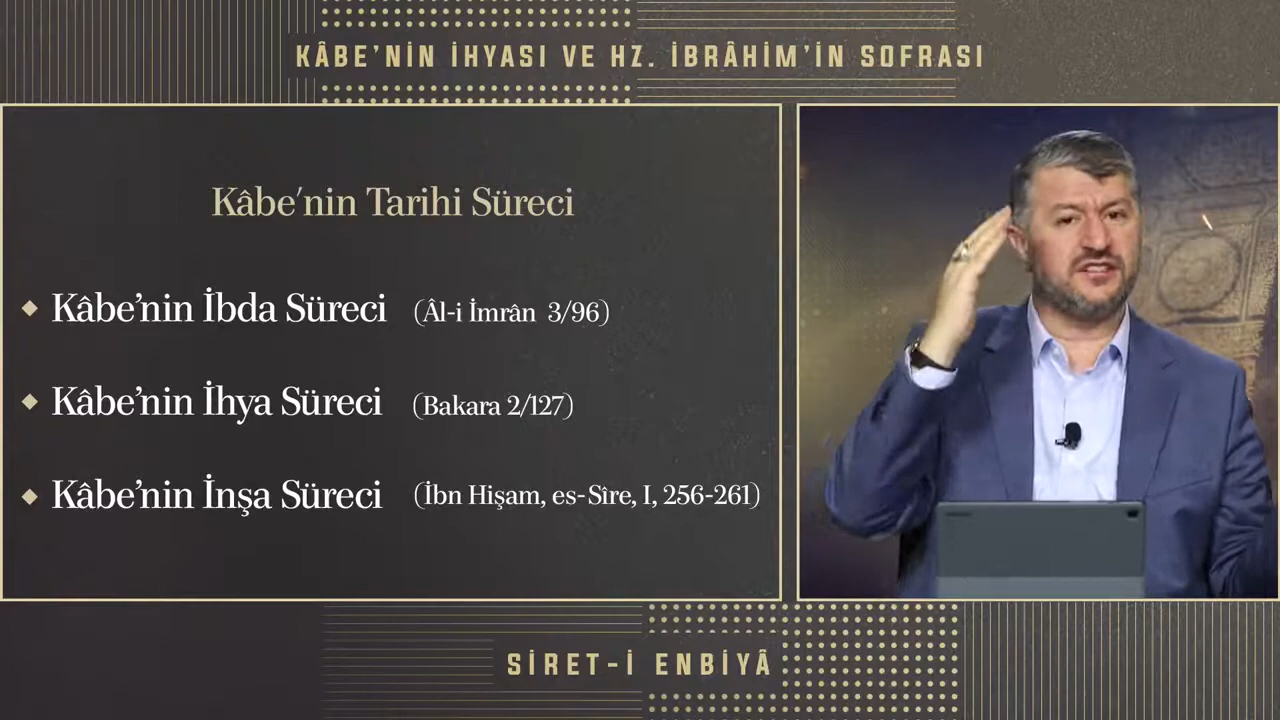 KÂBE'NİN İHYASI VE HZ. İBRÂHİM'İN SOFRASI
Kâbe'nin Tarihi Süreci
Kâbe'nin İbda Süreci (Âl-i İmrân 3/96)
Kâbe'nin İhya Süreci (Bakara 2/127)
Kâbe'nin İnşa Süreci (İbn Hişam, es-Sîre, I, 256-261)
SİRET-İ ENBİYÂ